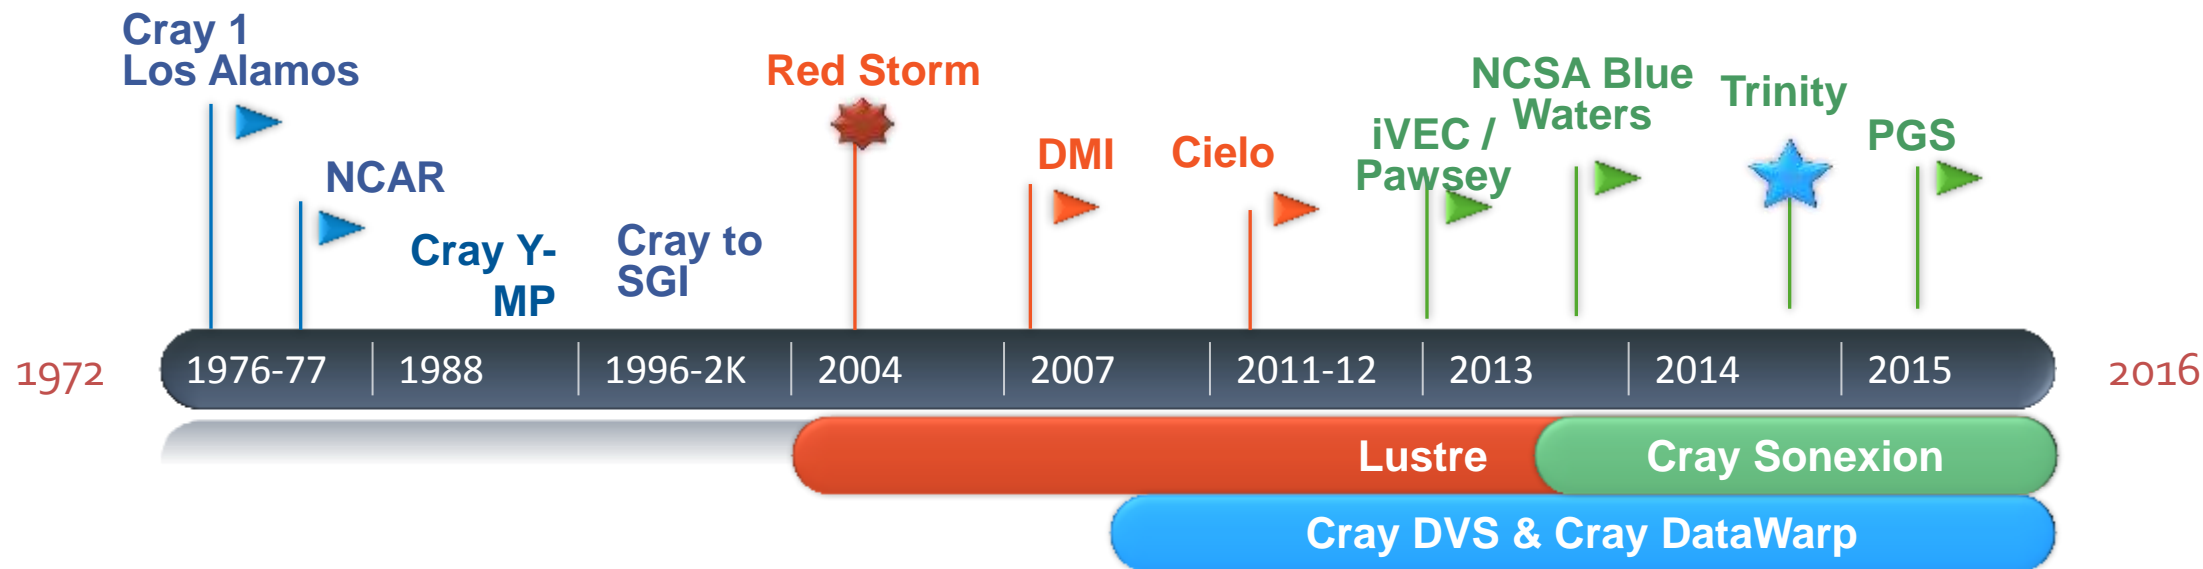 Cray 1
Los Alamos
NCAR
Cray Y-
MP
Cray to
SGI
Red Storm
DMI
Cielo
iVEC /
Pawsey
NCSA Blue
Waters
Trinity
PGS
1972
1976-77
1988
1996-2K
2004
2007
2011-12
2013
2014
2015
2016
Lustre
Cray Sonexion
Cray DVS & Cray DataWarp